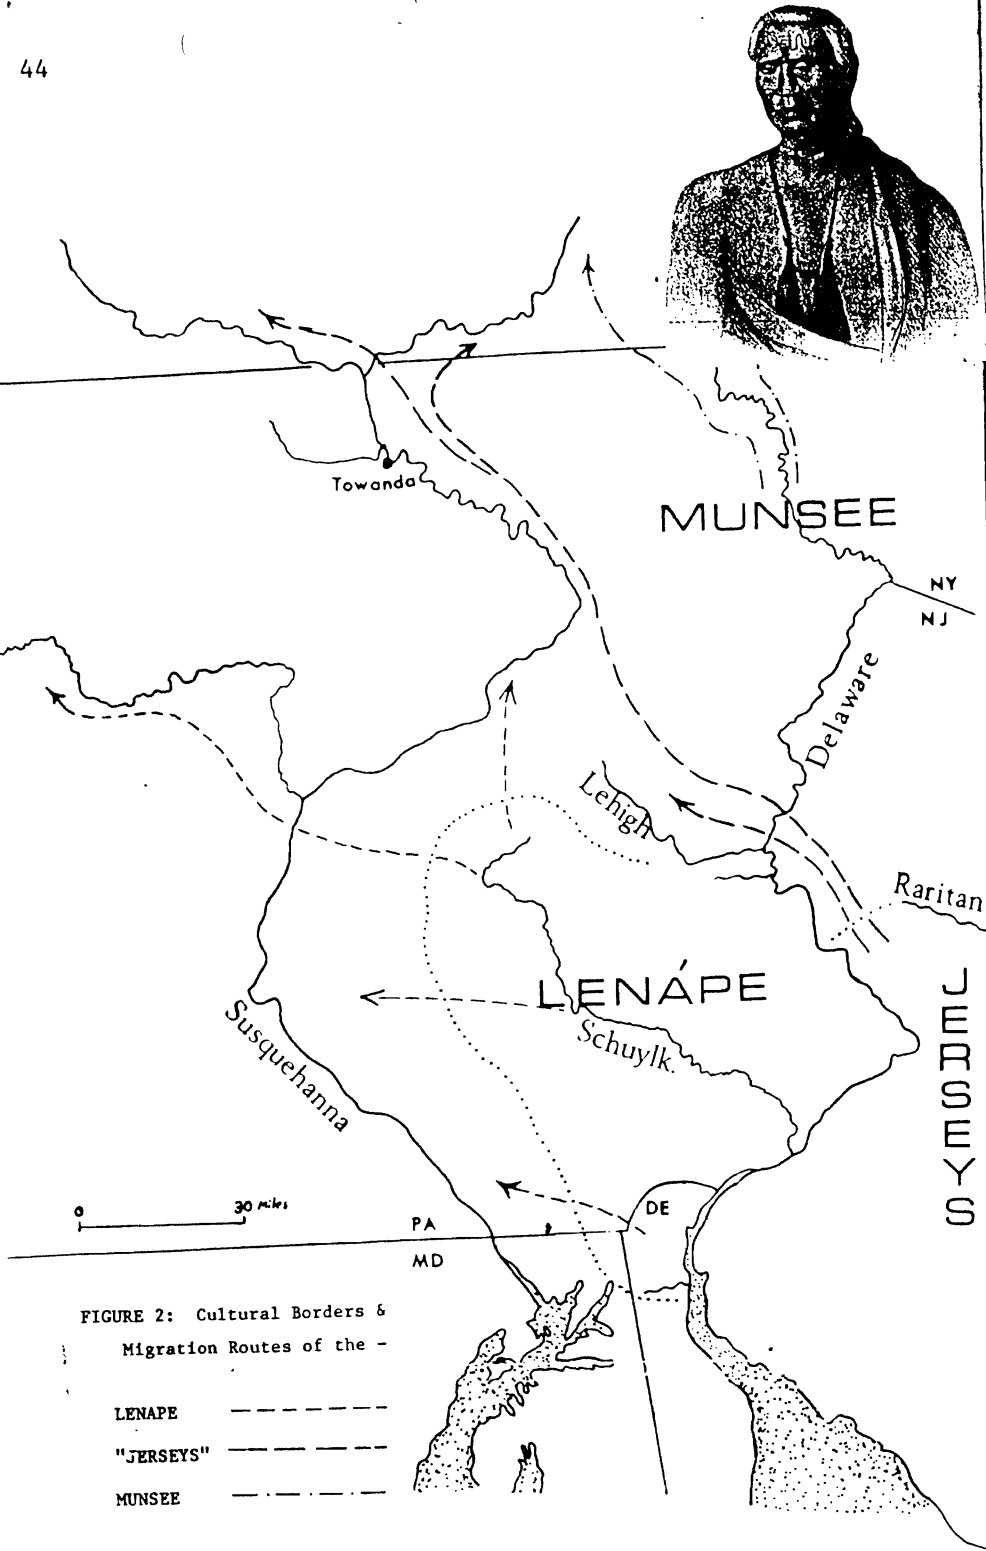 44
Towanda
MUNSEE
NY
NJ
Delaware
Lehigh
Raritan
LENÁPE
JERSEYS
Schuylk.
Susquehanna
0
30 miles
PA
MD
DE
FIGURE 2: Cultural Borders &
Migration Routes of the -
LENAPE
"JERSEYS"
MUNSEE